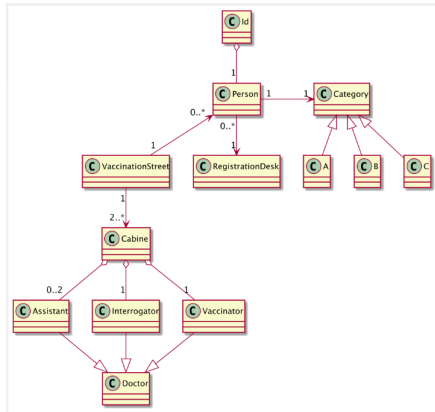 C Id
1
C Person
1
1
C Category
0..*
0..*
1
1
C VaccinationStreet
C RegistrationDesk
C A
C B
C C
1
2..*
C Cabine
0..2
1
1
C Assistant
C Interrogator
C Vaccinator
C Doctor